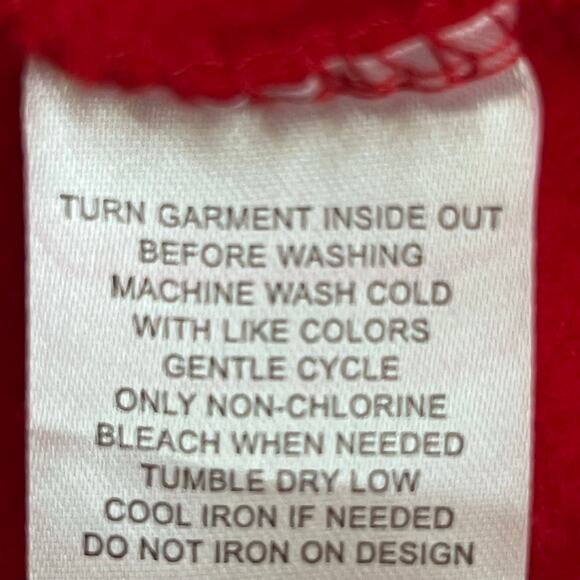 TURN GARMENT INSIDE OUT
BEFORE WASHING
MACHINE WASH COLD
WITH LIKE COLORS
GENTLE CYCLE
ONLY NON-CHLORINE
BLEACH WHEN NEEDED
TUMBLE DRY LOW
COOL IRON IF NEEDED
DO NOT IRON ON DESIGN